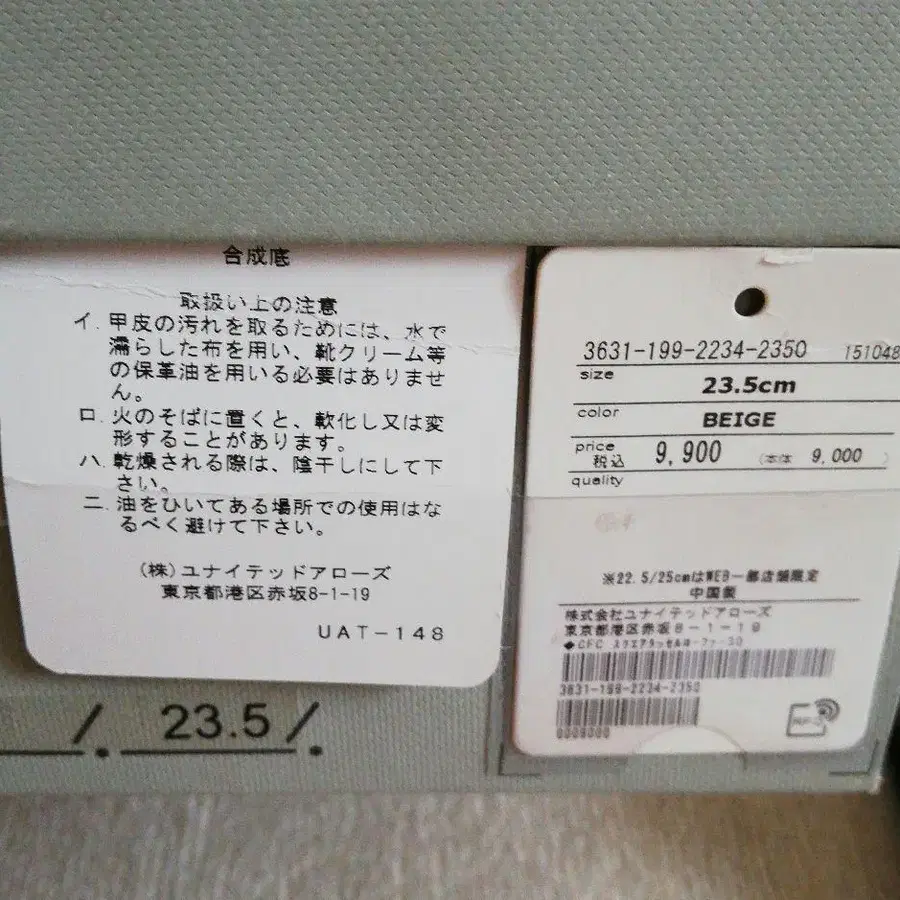 合成底
取扱い上の注意
イ. 甲皮の汚れを取るためには、水で
濡らした布を用い、靴クリーム等
の保革油を用いる必要はありませ
ん。
ロ. 火のそばに置くと、軟化し又は変
形することがあります。
ハ. 乾燥される際は、陰干しにして下
さい。
ニ. 油をひいてある場所での使用はな
るべく避けて下さい。
(株)ユナイテッドアローズ
東京都港区赤坂8-1-19
UAT-148
23.5
3631-199-2234-2350 151048
size
23.5cm
color
BEIGE
price
税込 9,900 (本体 9,000 )
quality
※22.5/25cmはWEB一部店舗限定
中国製
株式会社ユナイテッドアローズ
東京都港区赤坂8-1-19
◆CFC
3631-199-2234-2350